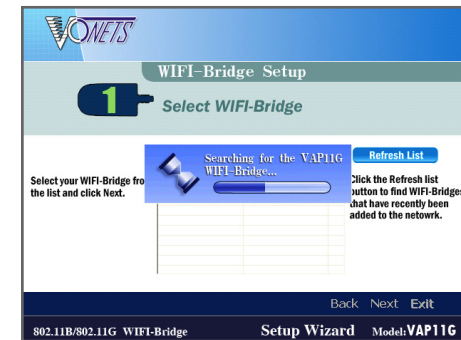 VONETS
WIFI-Bridge Setup
1
Select WIFI-Bridge
Searching for the VAP11G
WIFI-Bridge...
Refresh List
Select your WIFI-Bridge fro
the list and click Next.
Click the Refresh list
button to find WIFI-Bridges
that have recently been
added to the netowrk.
Back Next Exit
802.11B/802.11G WIFI-Bridge Setup Wizard Model:VAP11G